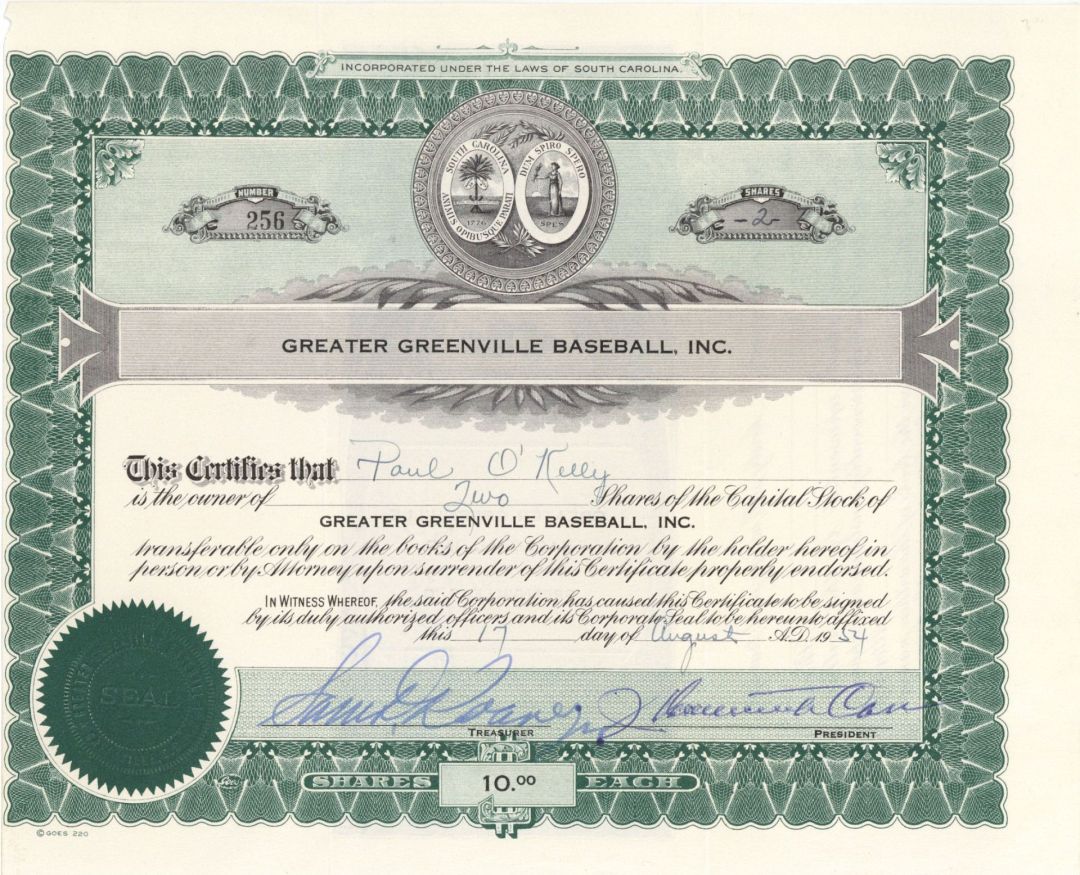 INCORPORATED UNDER THE LAWS OF SOUTH CAROLINA.
SOUTH CAROLINA
ANIMIS OPIBUSQUE PARATI
1776
DUM SPIRO SPERO
SPES
NUMBER
256
SHARES
-2-
GREATER GREENVILLE BASEBALL, INC.
This Certifies that Paul O'Kelly
is the owner of Two Shares of the Capital Stock of
GREATER GREENVILLE BASEBALL, INC.
transferable only on the books of the Corporation by the holder hereof in
person or by Attorney upon surrender of this Certificate properly endorsed.
IN WITNESS WHEREOF, the said Corporation has caused this Certificate to be signed
by its duly authorized officers and its Corporate Seal to be hereunto affixed
this 17 day of August A.D. 1954
TREASURER
PRESIDENT
GREATER
SEAL
SHARES 10.00 EACH
© GOES 220